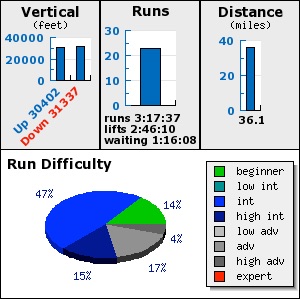 Vertical
(feet)
40000
20000
0
Up 30402
Down 31337
Runs
30
20
10
0
runs 3:17:37
lifts 2:46:10
waiting 1:16:08
Distance
(miles)
40
20
0
36.1
Run Difficulty
47%
14%
4%
17%
15%
beginner
low int
int
high int
low adv
adv
high adv
expert